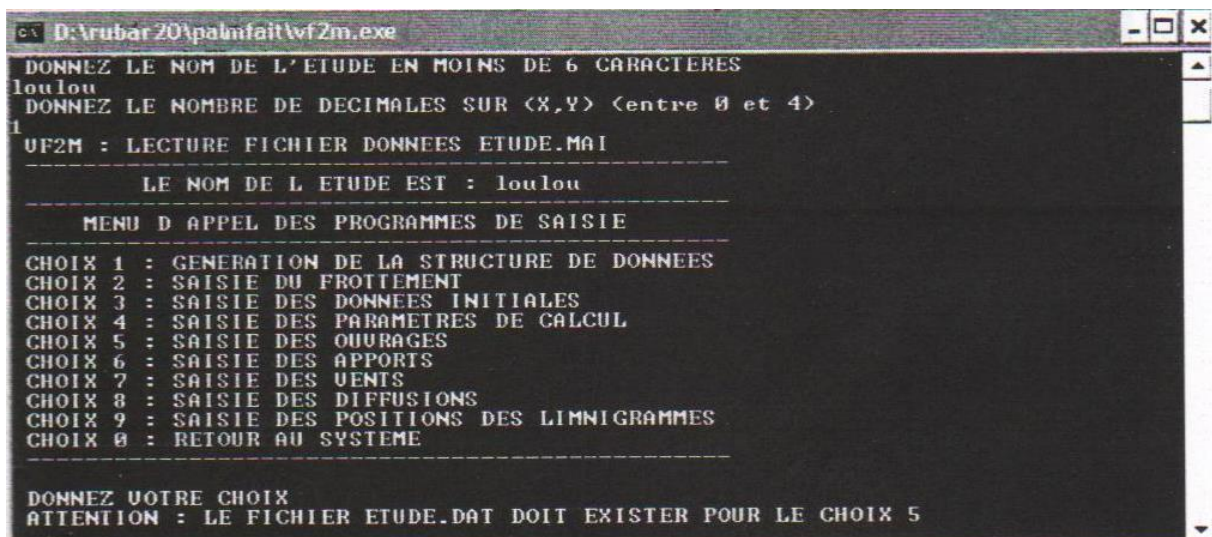 D:\rubar20\palmfait\vf2m.exe
DONNEZ LE NOM DE L'ETUDE EN MOINS DE 6 CARACTERES
loulou
DONNEZ LE NOMBRE DE DECIMALES SUR (X,Y) (entre 0 et 4)
1
VF2M : LECTURE FICHIER DONNEES ETUDE.MAI
LE NOM DE L ETUDE EST : loulou
MENU D APPEL DES PROGRAMMES DE SAISIE
CHOIX 1 : GENERATION DE LA STRUCTURE DE DONNEES
CHOIX 2 : SAISIE DU FROTTEMENT
CHOIX 3 : SAISIE DES DONNEES INITIALES
CHOIX 4 : SAISIE DES PARAMETRES DE CALCUL
CHOIX 5 : SAISIE DES OUVRAGES
CHOIX 6 : SAISIE DES APPORTS
CHOIX 7 : SAISIE DES VENTS
CHOIX 8 : SAISIE DES DIFFUSIONS
CHOIX 9 : SAISIE DES POSITIONS DES LIMNIGRAMMES
CHOIX 0 : RETOUR AU SYSTEME
DONNEZ VOTRE CHOIX
ATTENTION : LE FICHIER ETUDE.DAT DOIT EXISTER POUR LE CHOIX 5